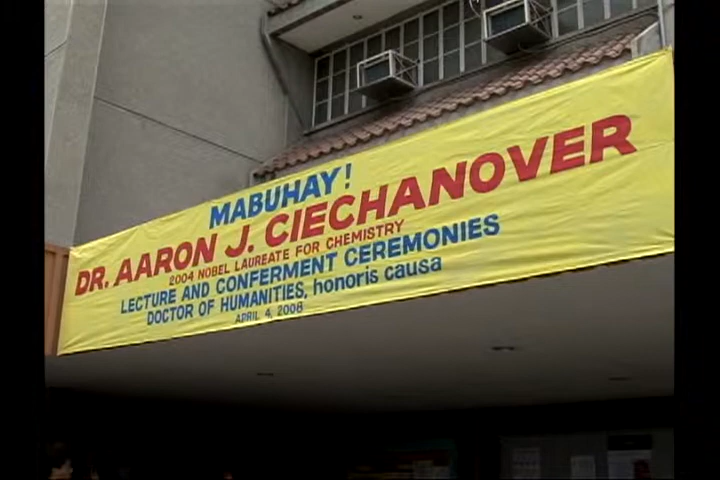 MABUHAY!
DR. AARON J. CIECHANOVER
2004 NOBEL LAUREATE FOR CHEMISTRY
LECTURE AND CONFERMENT CEREMONIES
DOCTOR OF HUMANITIES, honoris causa
APRIL 4, 2008